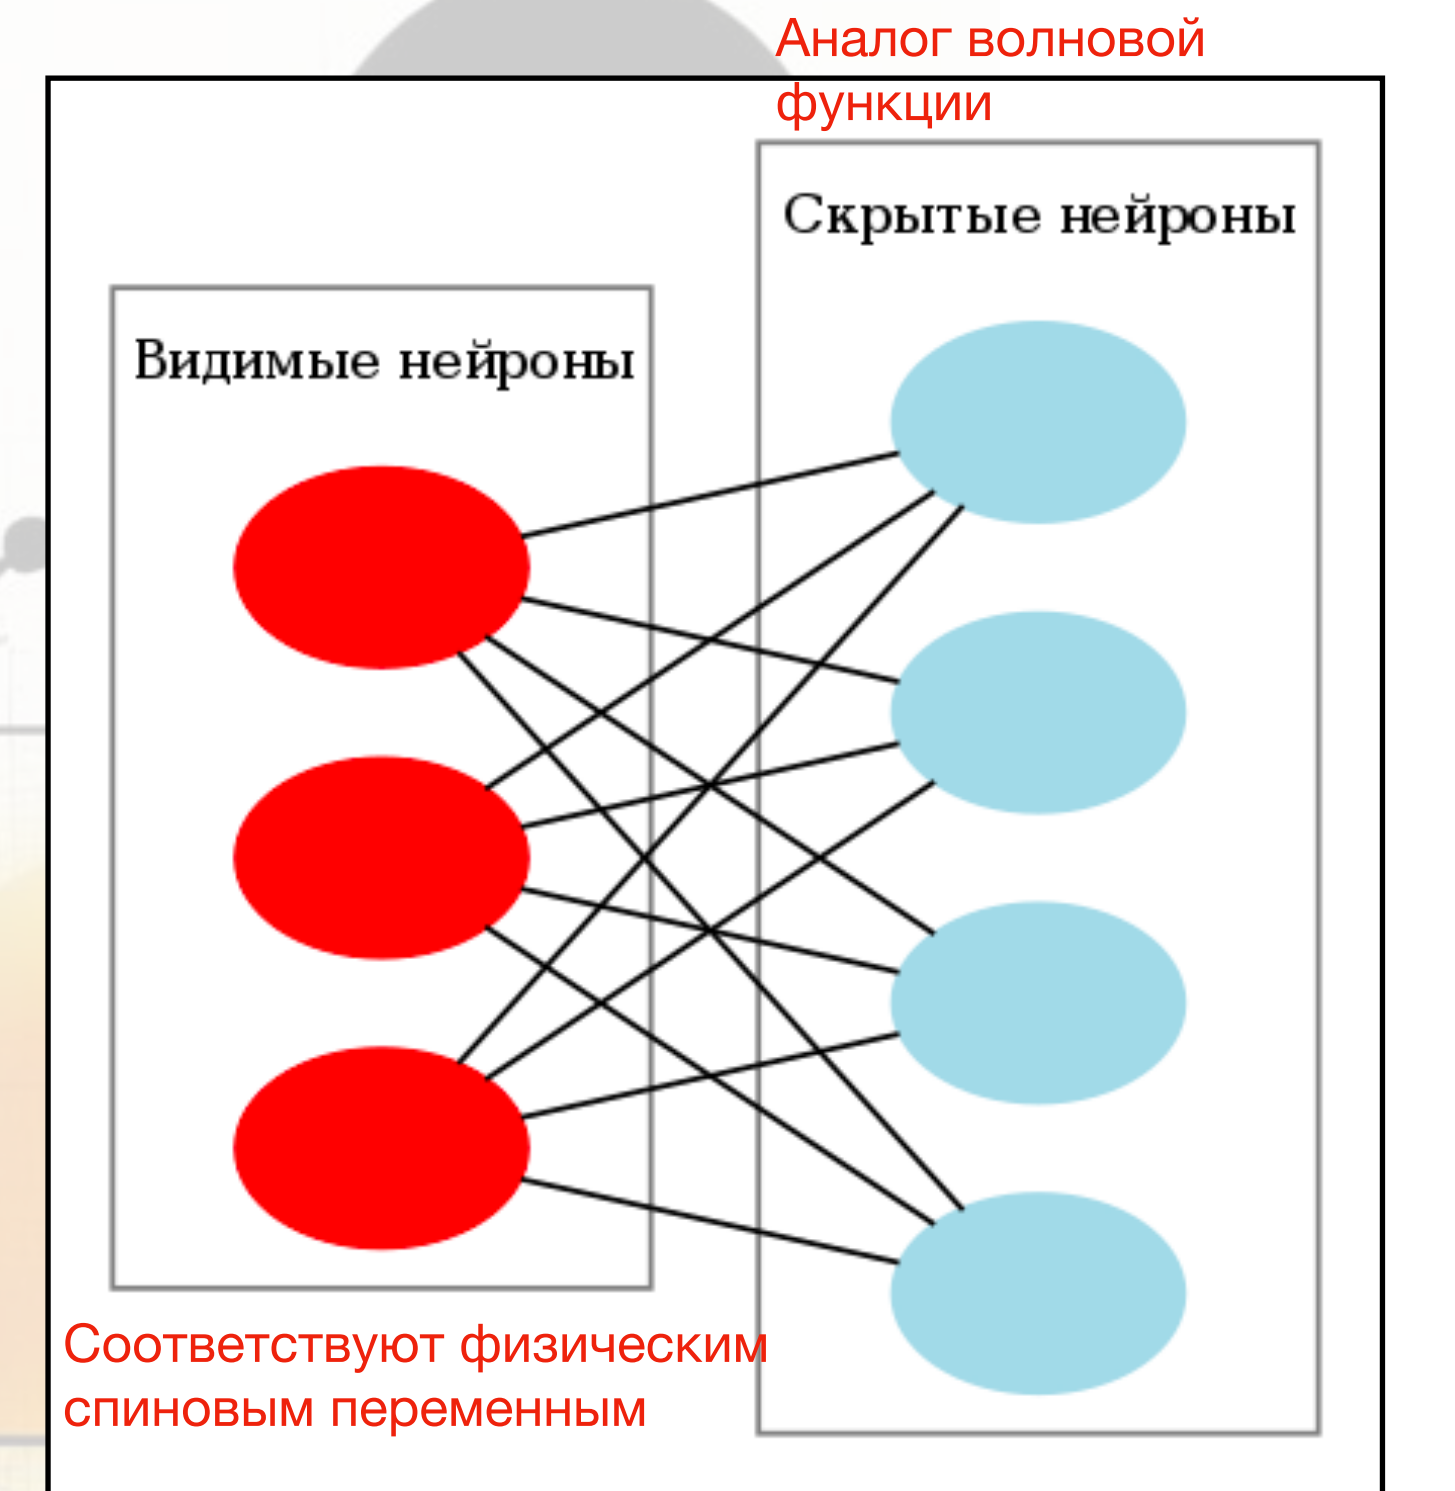 Аналог волновой
функции
Скрытые нейроны
Видимые нейроны
Соответствуют физическим
спиновым переменным